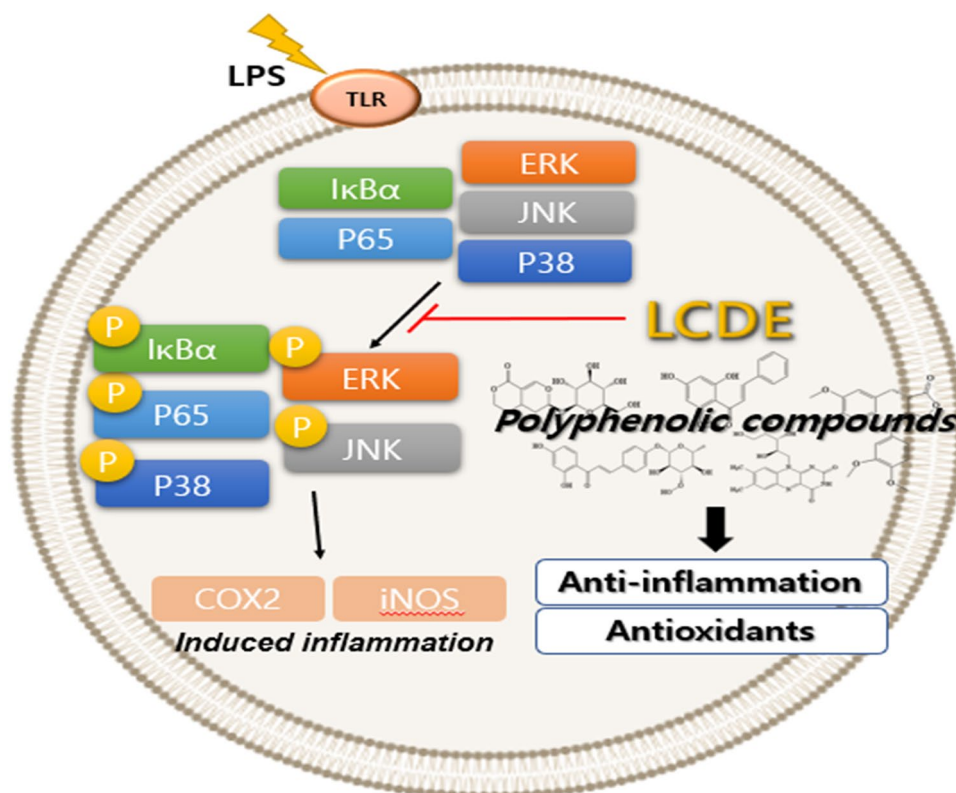 LPS
TLR
IκBα
ERK
P65
JNK
P38
LCDE
P
IκBα
P
ERK
P
P65
P
JNK
P
P38
Polyphenolic compounds
COX2
iNOS
Induced inflammation
Anti-inflammation
Antioxidants